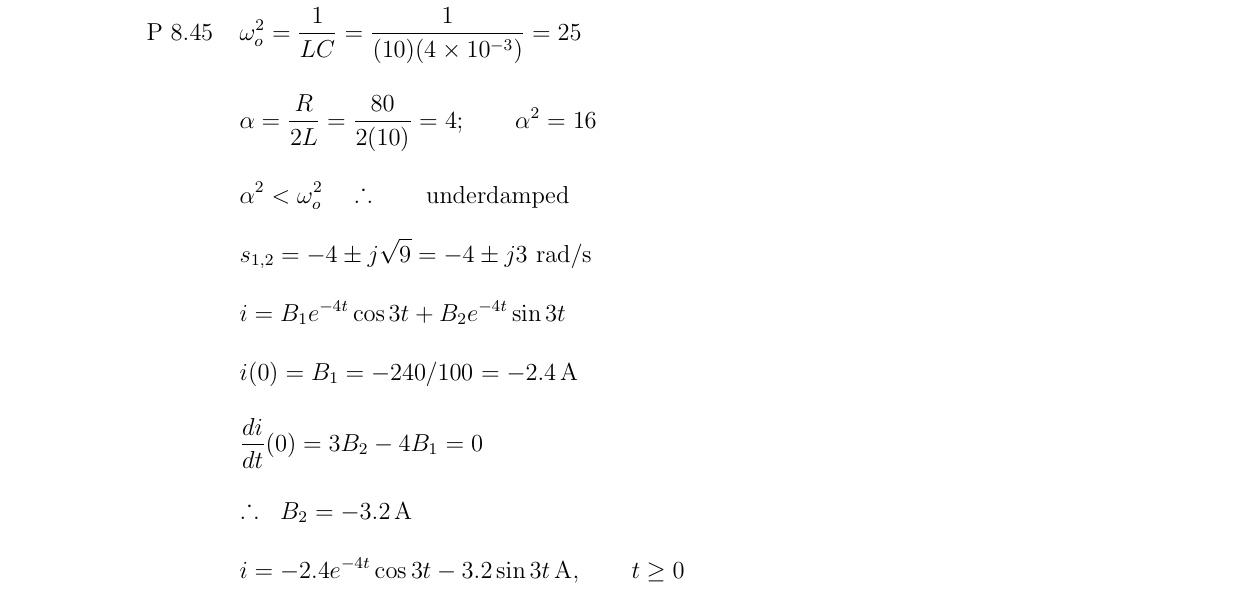 P 8.45 ω_o^2 = 1/(LC) = 1/((10)(4 × 10^−3)) = 25
α = R/(2L) = 80/(2(10)) = 4; α^2 = 16
α^2 < ω_o^2 ∴ underdamped
s_1,2 = −4 ± j√9 = −4 ± j3 rad/s
i = B_1e^−4t cos 3t + B_2e^−4t sin 3t
i(0) = B_1 = −240/100 = −2.4 A
di/dt(0) = 3B_2 − 4B_1 = 0
∴ B_2 = −3.2 A
i = −2.4e^−4t cos 3t − 3.2 sin 3t A, t ≥ 0